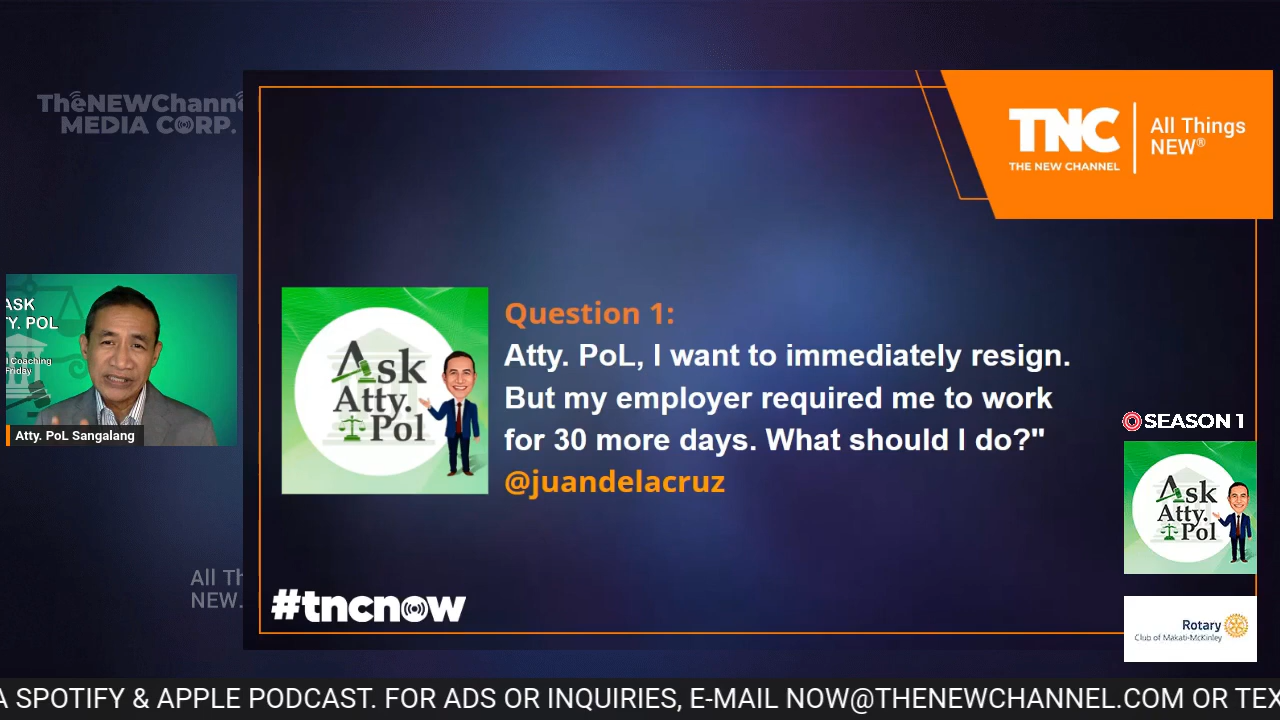 TheNEWChann
MEDIA CORP.
TNC
THE NEW CHANNEL
All Things
NEW®
ASK
TY. POL
Coaching
Friday
Atty. PoL Sangalang
Ask
Atty.
Pol
Question 1:
Atty. PoL, I want to immediately resign.
But my employer required me to work
for 30 more days. What should I do?"
@juandelacruz
SEASON 1
Ask
Atty.
Pol
All Th
NEW.
#tncnow
Rotary
Club of Makati-McKinley
A SPOTIFY & APPLE PODCAST. FOR ADS OR INQUIRIES, E-MAIL NOW@THENEWCHANNEL.COM OR TEX